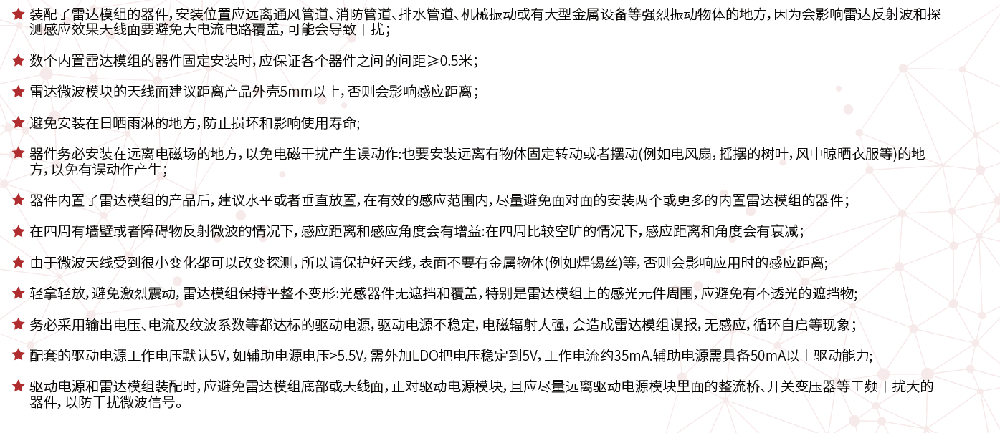 装配了雷达模组的器件，安装位置应远离通风管道、消防管道、排水管道、机械振动或有大型金属设备等强烈振动物体的地方，因为会影响雷达反射波和探
测感应效果天线面要避免大电流电路覆盖，可能会导致干扰；
数个内置雷达模组的器件固定安装时，应保证各个器件之间的间距≥0.5米；
雷达微波模块的天线面建议距离产品外壳5mm以上，否则会影响感应距离；
避免安装在日晒雨淋的地方，防止损坏和影响使用寿命;
器件务必安装在远离电磁场的地方，以免电磁干扰产生误动作:也要安装远离有物体固定转动或者摆动(例如电风扇，摇摆的树叶，风中晾晒衣服等)的地
方，以免有误动作产生；
器件内置了雷达模组的产品后，建议水平或者垂直放置，在有效的感应范围内，尽量避免面对面的安装两个或更多的内置雷达模组的器件；
在四周有墙壁或者障碍物反射微波的情况下，感应距离和感应角度会有增益:在四周比较空旷的情况下，感应距离和角度会有衰减；
由于微波天线受到很小变化都可以改变探测，所以请保护好天线，表面不要有金属物体(例如焊锡丝)等，否则会影响应用时的感应距离;
轻拿轻放，避免激烈震动，雷达模组保持平整不变形:光感器件无遮挡和覆盖，特别是雷达模组上的感光元件周围，应避免有不透光的遮挡物;
务必采用输出电压、电流及纹波系数等都达标的驱动电源，驱动电源不稳定，电磁辐射大强，会造成雷达模组误报，无感应，循环自启等现象；
配套的驱动电源工作电压默认5V，如辅助电源电压>5.5V，需外加LDO把电压稳定到5V，工作电流约35mA.辅助电源需具备50mA以上驱动能力;
驱动电源和雷达模组装配时，应避免雷达模组底部或天线面，正对驱动电源模块，且应尽量远离驱动电源模块里面的整流桥、开关变压器等工频干扰大的
器件，以防干扰微波信号。